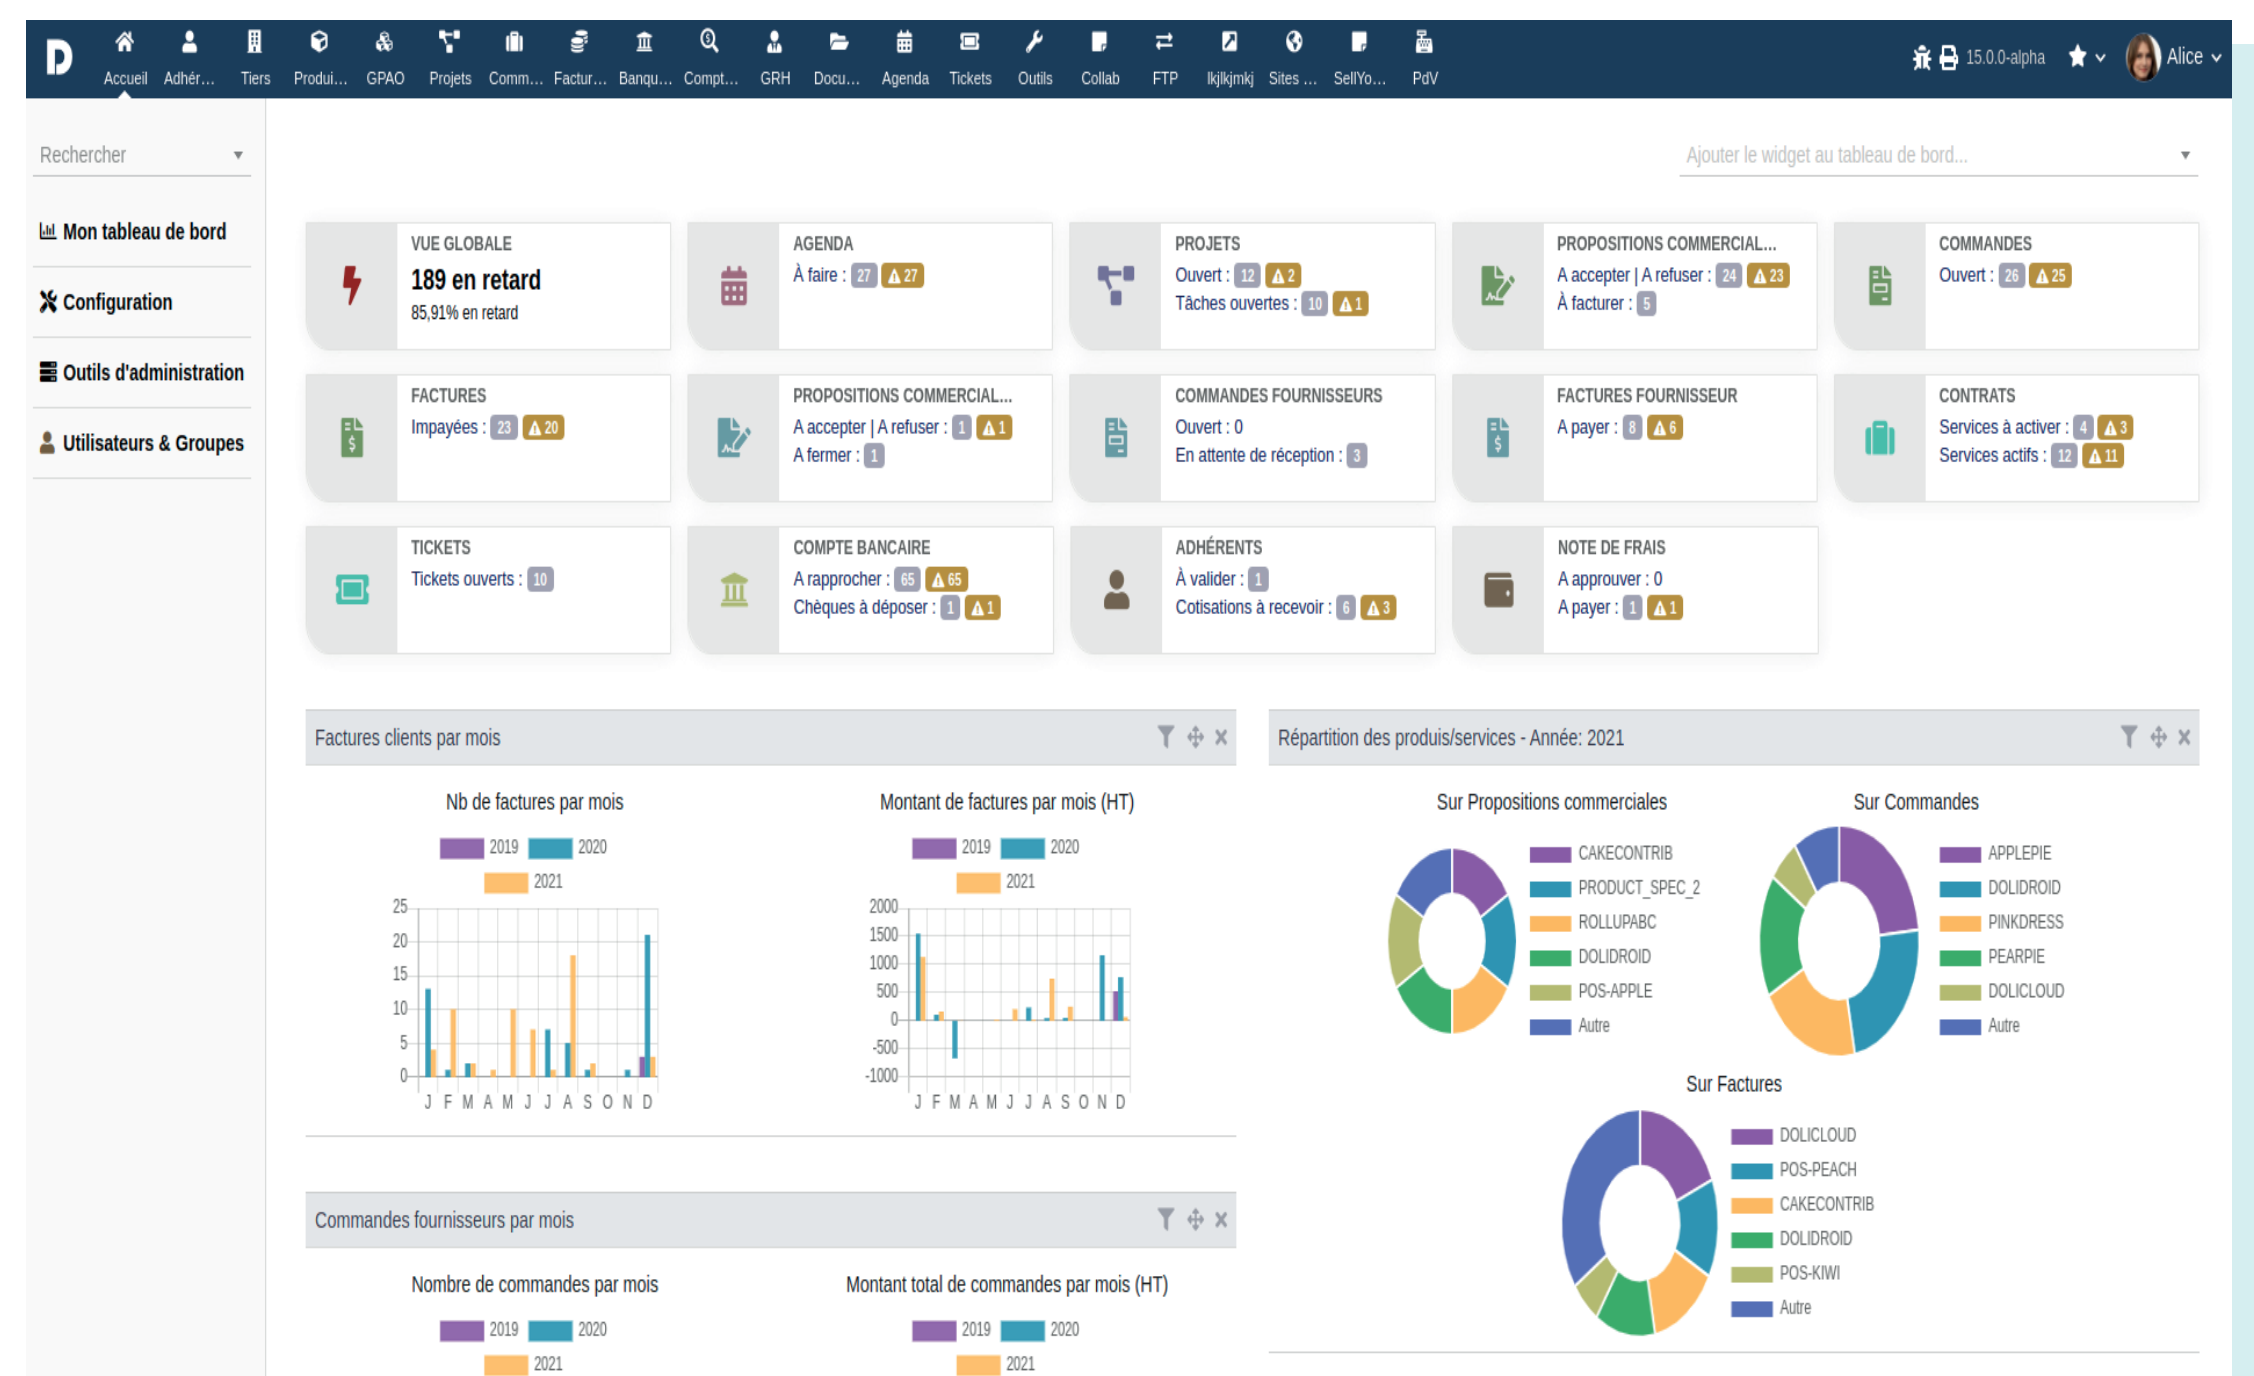 D
Accueil Adhér... Tiers Produi... GPAO Projets Comm... Factur... Banqu... Compt... GRH Docu... Agenda Tickets Outils Collab FTP lkjlkjmkj Sites ... SellYo... PdV
15.0.0-alpha Alice
Rechercher
Ajouter le widget au tableau de bord...
Mon tableau de bord
Configuration
Outils d'administration
Utilisateurs & Groupes
VUE GLOBALE
189 en retard
85,91% en retard
AGENDA
À faire : 27 27
PROJETS
Ouvert : 12 2
Tâches ouvertes : 10 1
PROPOSITIONS COMMERCIAL...
A accepter | A refuser : 24 23
À facturer : 5
COMMANDES
Ouvert : 26 25
FACTURES
Impayées : 23 20
PROPOSITIONS COMMERCIAL...
A accepter | A refuser : 1 1
A fermer : 1
COMMANDES FOURNISSEURS
Ouvert : 0
En attente de réception : 3
FACTURES FOURNISSEUR
A payer : 8 6
CONTRATS
Services à activer : 4 3
Services actifs : 12 11
TICKETS
Tickets ouverts : 10
COMPTE BANCAIRE
A rapprocher : 65 65
Chèques à déposer : 1 1
ADHÉRENTS
À valider : 1
Cotisations à recevoir : 6 3
NOTE DE FRAIS
A approuver : 0
A payer : 1 1
Factures clients par mois
Nb de factures par mois
2019 2020
2021
25
20
15
10
5
0
J F M A M J J A S O N D
Montant de factures par mois (HT)
2019 2020
2021
2000
1500
1000
500
0
-500
-1000
J F M A M J J A S O N D
Répartition des produis/services - Année: 2021
Sur Propositions commerciales
CAKECONTRIB
PRODUCT_SPEC_2
ROLLUPABC
DOLIDROID
POS-APPLE
Autre
Sur Commandes
APPLEPIE
DOLIDROID
PINKDRESS
PEARPIE
DOLICLOUD
Autre
Sur Factures
DOLICLOUD
POS-PEACH
CAKECONTRIB
DOLIDROID
POS-KIWI
Autre
Commandes fournisseurs par mois
Nombre de commandes par mois
2019 2020
2021
Montant total de commandes par mois (HT)
2019 2020
2021